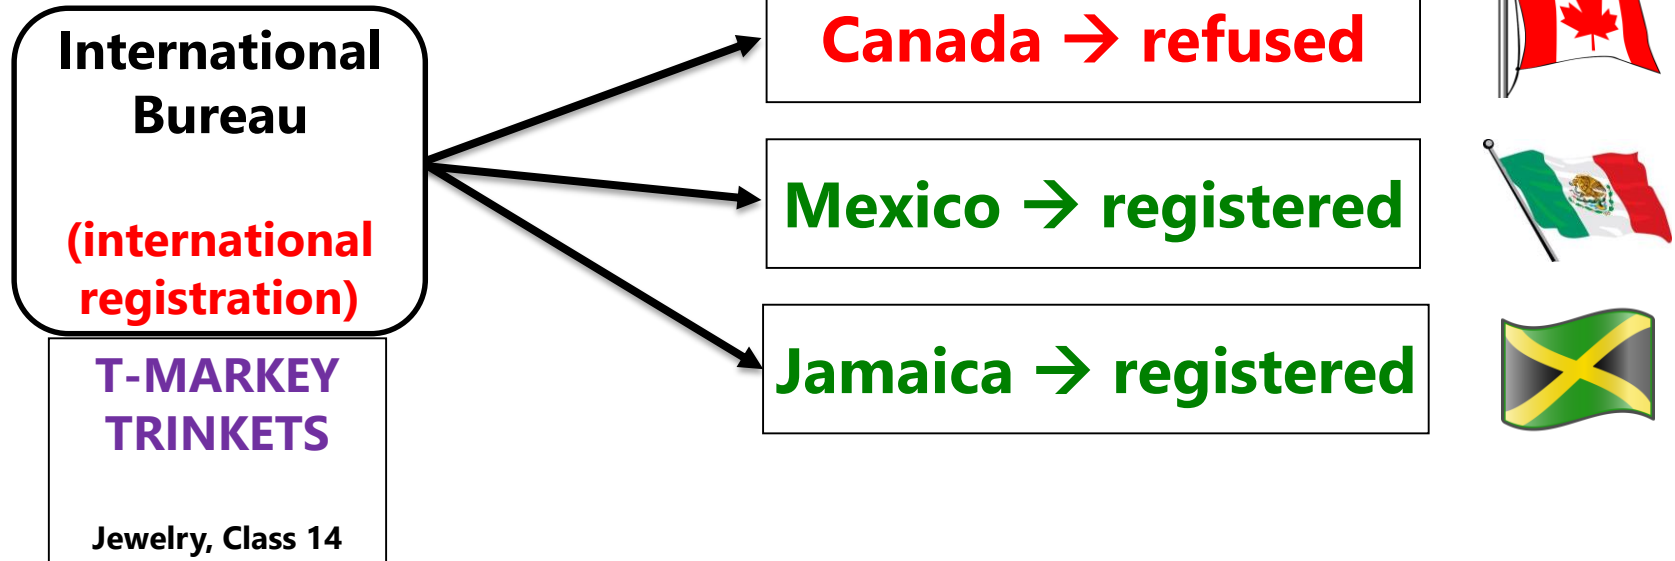 International
Bureau
(international
registration)
T-MARKEY
TRINKETS
Jewelry, Class 14
Canada → refused
Mexico → registered
Jamaica → registered